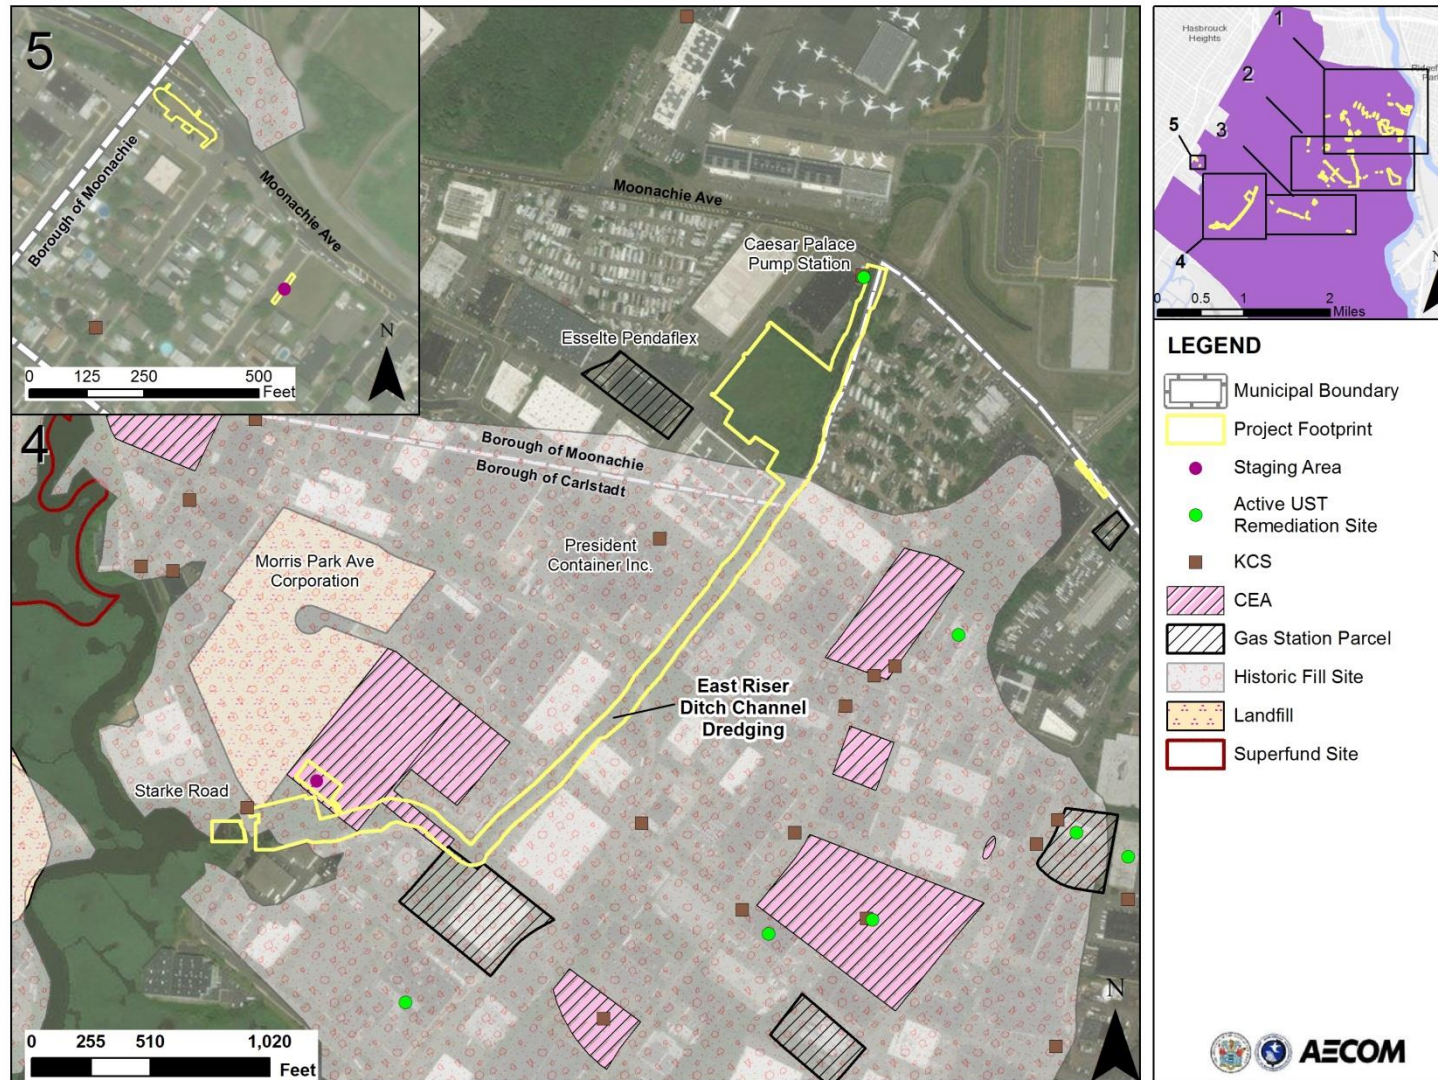 5
Borough of Moonachie
Moonachie Ave
N
0 125 250 500
Feet
4
Moonachie Ave
Caesar Palace
Pump Station
Esselte Pendaflex
Borough of Moonachie
Borough of Carlstadt
President
Container Inc.
Morris Park Ave
Corporation
East Riser
Ditch Channel
Dredging
Starke Road
N
0 255 510 1,020
Feet
Hasbrouck
Heights
1
2
3
5
4
N
0 0.5 1 2
Miles
LEGEND
Municipal Boundary
Project Footprint
Staging Area
Active UST
Remediation Site
KCS
CEA
Gas Station Parcel
Historic Fill Site
Landfill
Superfund Site
AECOM